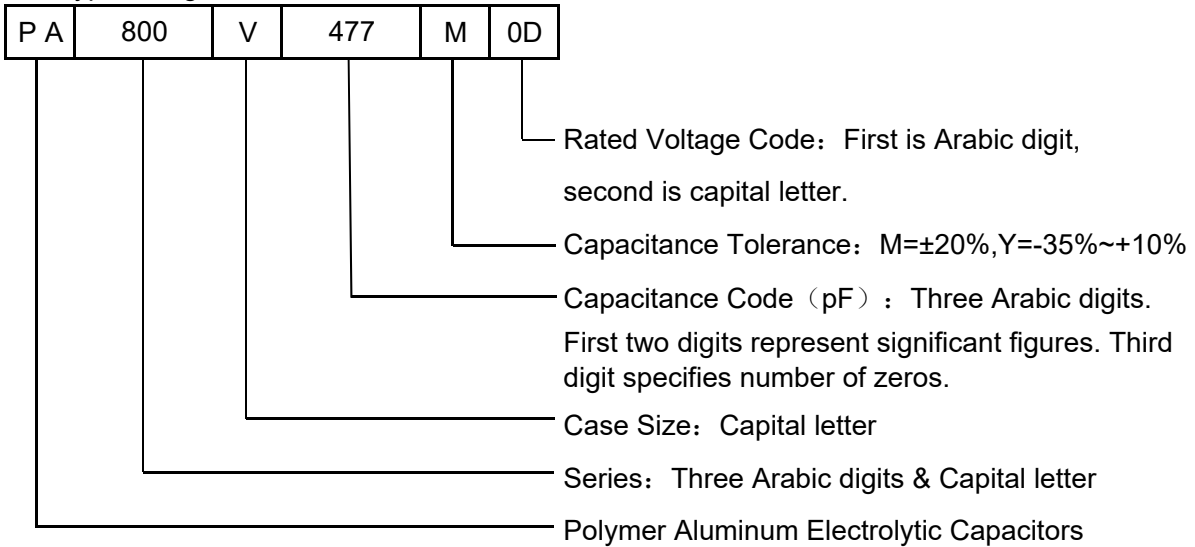 P A 800 V 477 M 0D
Rated Voltage Code：First is Arabic digit,
second is capital letter.
Capacitance Tolerance：M=±20%,Y=-35%~+10%
Capacitance Code（pF）：Three Arabic digits.
First two digits represent significant figures. Third
digit specifies number of zeros.
Case Size：Capital letter
Series：Three Arabic digits & Capital letter
Polymer Aluminum Electrolytic Capacitors